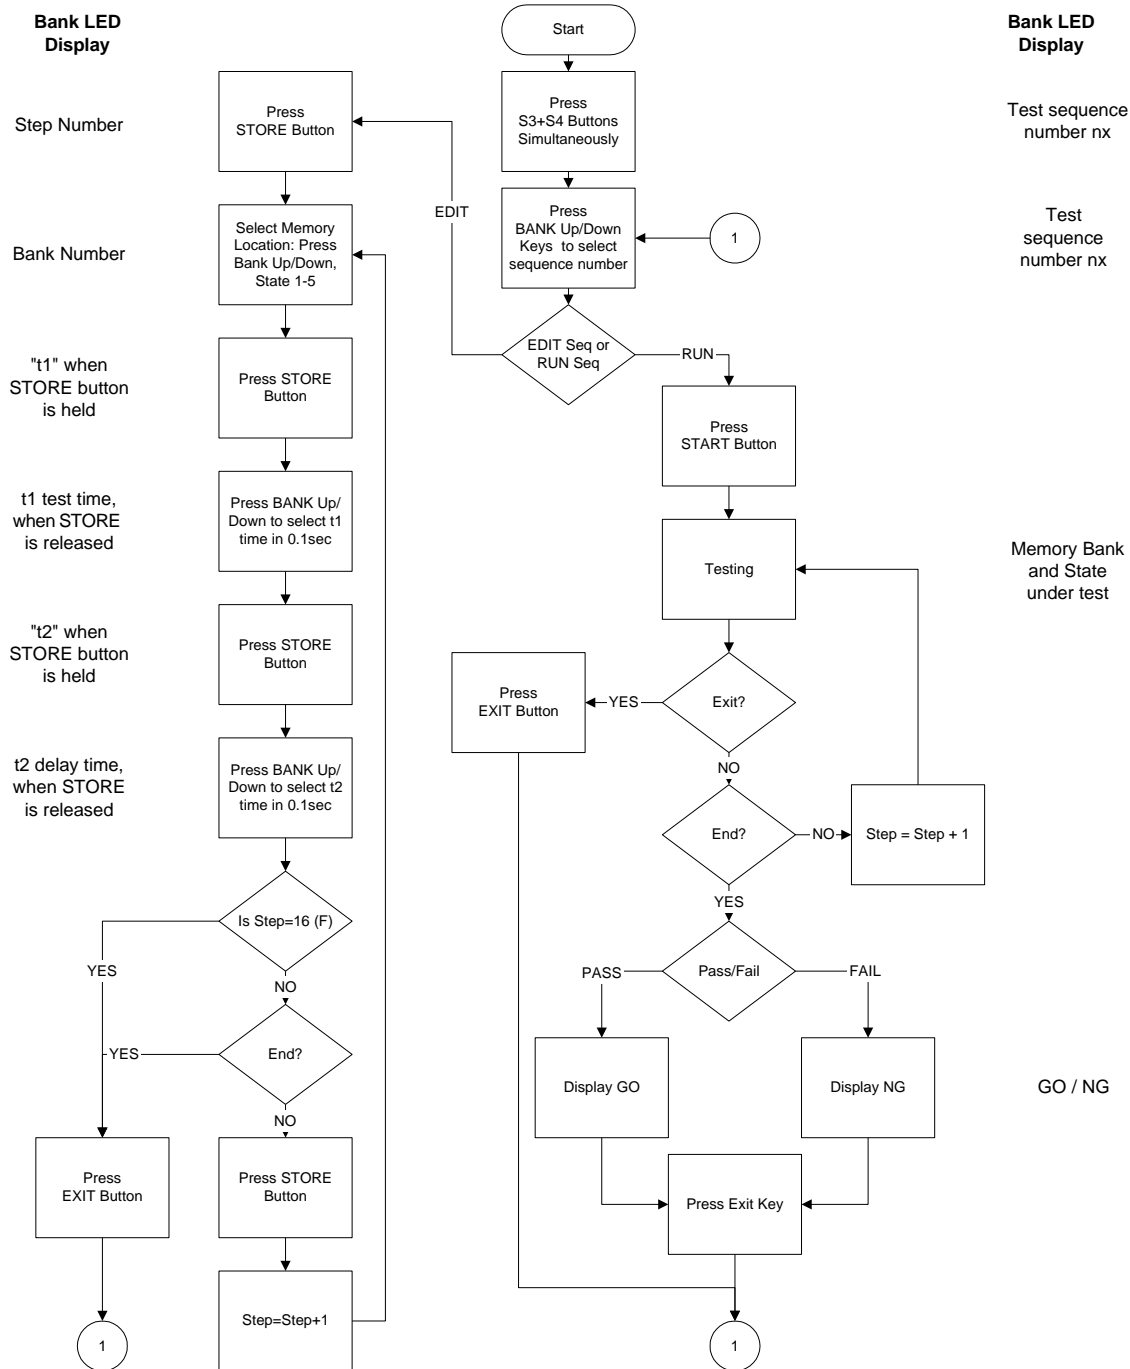 Bank LED
Display
Step Number
Bank Number
"t1" when
STORE button
is held
t1 test time,
when STORE
is released
"t2" when
STORE button
is held
t2 delay time,
when STORE
is released
Press
STORE Button
Select Memory
Location: Press
Bank Up/Down,
State 1-5
Press STORE
Button
Press BANK Up/
Down to select t1
time in 0.1sec
Press STORE
Button
Press BANK Up/
Down to select t2
time in 0.1sec
Is Step=16 (F)
YES
NO
End?
YES
NO
Press
EXIT Button
Press STORE
Button
Step=Step+1
1
Start
Press
S3+S4 Buttons
Simultaneously
Press
BANK Up/Down
Keys to select
sequence number
1
EDIT Seq or
RUN Seq
EDIT
RUN
Press
START Button
Testing
Exit?
YES
Press
EXIT Button
NO
End?
NO
Step = Step + 1
YES
Pass/Fail
PASS
FAIL
Display GO
Display NG
Press Exit Key
1
Bank LED
Display
Test sequence
number nx
Test
sequence
number nx
Memory Bank
and State
under test
GO / NG